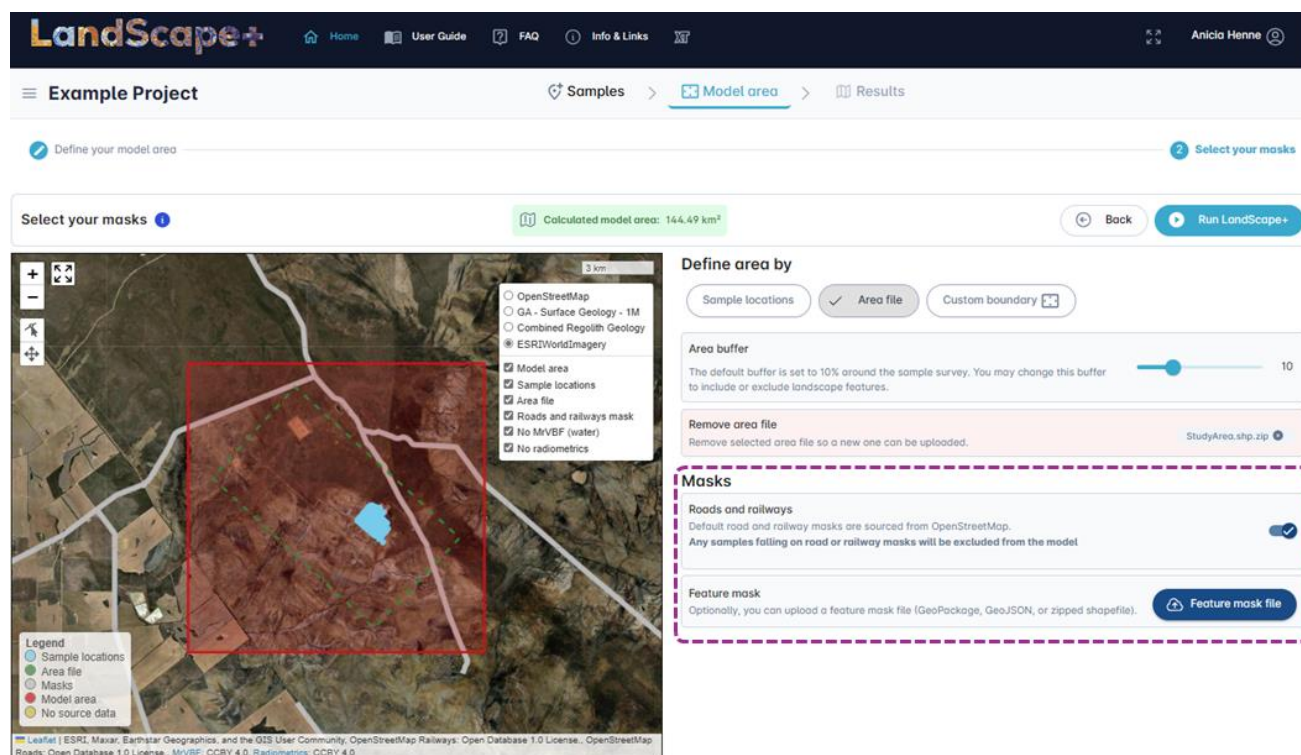 LandScape+
Home
User Guide
FAQ
Info & Links
Anicia Henne
Example Project
Samples
Model area
Results
Define your model area
2
Select your masks
Select your masks
Calculated model area: 144.49 km²
Back
Run LandScape+
+
−
3 km
OpenStreetMap
GA - Surface Geology - 1M
Combined Regolith Geology
ESRIWorldImagery
Model area
Sample locations
Area file
Roads and railways mask
No MrVBF (water)
No radiometrics
Legend
Sample locations
Area file
Masks
Model area
No source data
Leaflet | ESRI, Maxar, Earthstar Geographics, and the GIS User Community, OpenStreetMap Railways: Open Database 1.0 License., OpenStreetMap
Roads: Open Database 1.0 License., MrVBF: CCBY 4.0, Radiometrics: CCBY 4.0
Define area by
Sample locations
Area file
Custom boundary
Area buffer
The default buffer is set to 10% around the sample survey. You may change this buffer
to include or exclude landscape features.
10
Remove area file
Remove selected area file so a new one can be uploaded.
StudyArea.shp.zip
Masks
Roads and railways
Default road and railway masks are sourced from OpenStreetMap.
Any samples falling on road or railway masks will be excluded from the model
Feature mask
Optionally, you can upload a feature mask file (GeoPackage, GeoJSON, or zipped shapefile).
Feature mask file